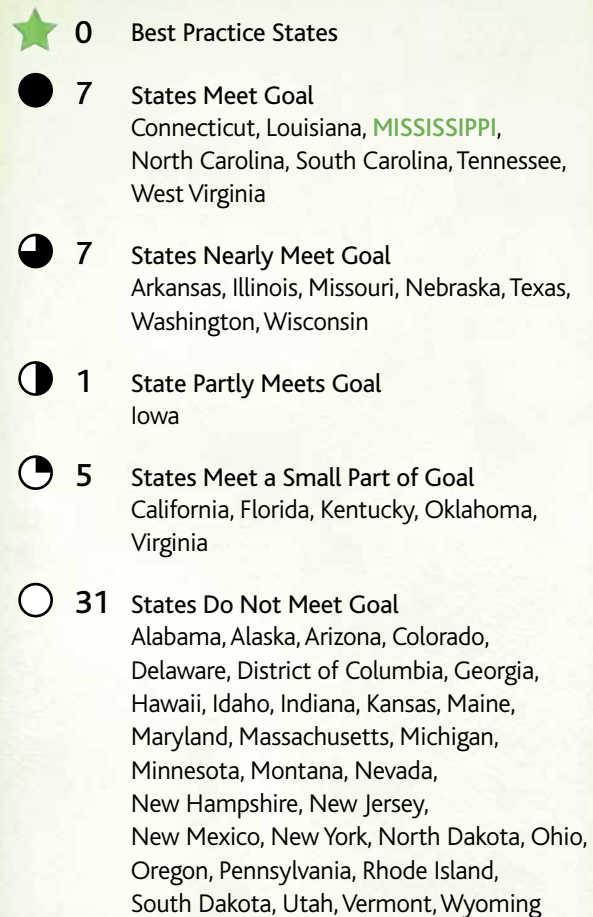 0 Best Practice States
7 States Meet Goal
Connecticut, Louisiana, MISSISSIPPI,
North Carolina, South Carolina, Tennessee,
West Virginia
7 States Nearly Meet Goal
Arkansas, Illinois, Missouri, Nebraska, Texas,
Washington, Wisconsin
1 State Partly Meets Goal
Iowa
5 States Meet a Small Part of Goal
California, Florida, Kentucky, Oklahoma,
Virginia
31 States Do Not Meet Goal
Alabama, Alaska, Arizona, Colorado,
Delaware, District of Columbia, Georgia,
Hawaii, Idaho, Indiana, Kansas, Maine,
Maryland, Massachusetts, Michigan,
Minnesota, Montana, Nevada,
New Hampshire, New Jersey,
New Mexico, New York, North Dakota, Ohio,
Oregon, Pennsylvania, Rhode Island,
South Dakota, Utah, Vermont, Wyoming